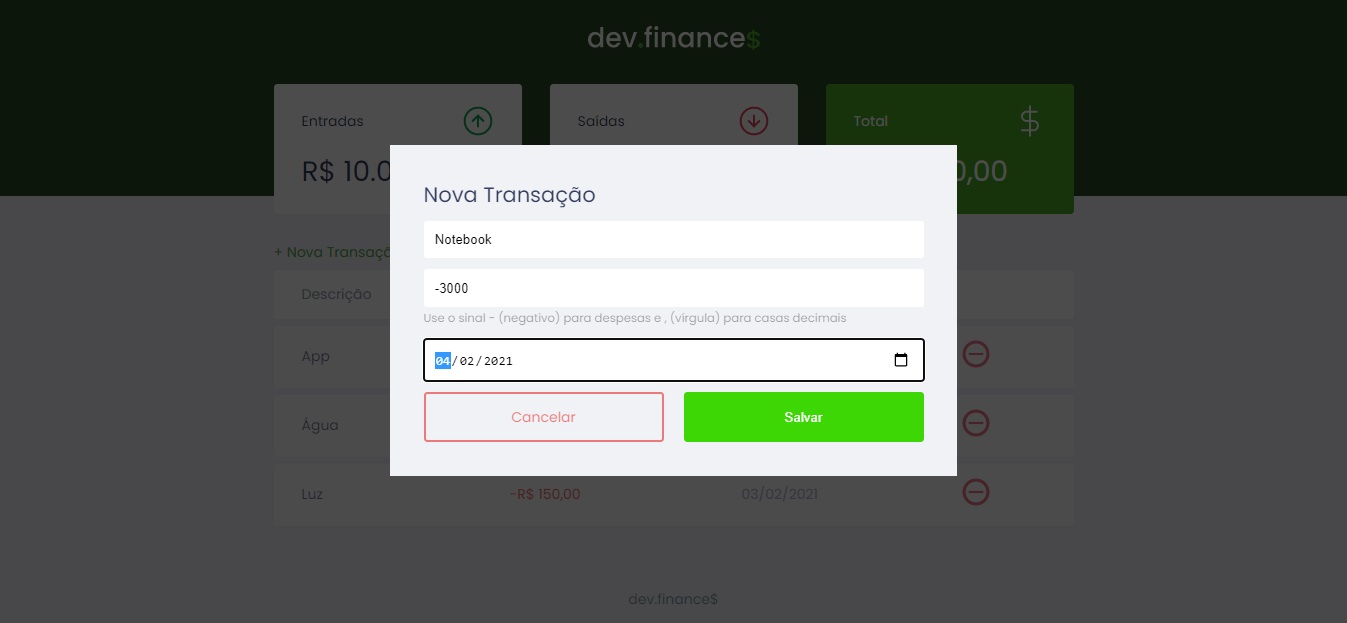 dev.finance$
Entradas
Saídas
Total
R$ 10.0
0,00
Nova Transação
+ Nova Transaçã
Notebook
Descrição
-3000
Use o sinal - (negativo) para despesas e , (vírgula) para casas decimais
App
04/02/2021
Água
Cancelar
Salvar
Luz
-R$ 150,00
03/02/2021
dev.finance$